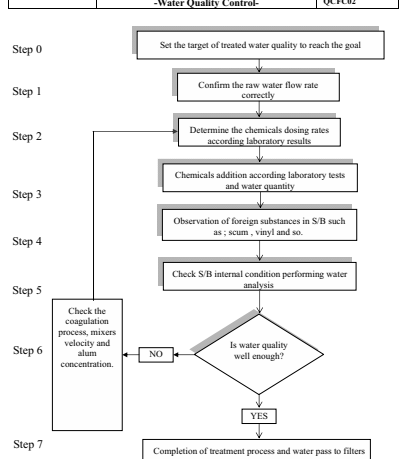 -Water Quality Control-
QCFC02
Step 0
Set the target of treated water quality to reach the goal
Step 1
Confirm the raw water flow rate
correctly
Step 2
Determine the chemicals dosing rates
according laboratory results
Chemicals addition according laboratory tests
and water quantity
Step 3
Observation of foreign substances in S/B such
as ; scum , vinyl and so.
Step 4
Check S/B internal condition performing water
analysis
Step 5
Check the
coagulation
process, mixers
velocity and
alum
concentration.
Step 6
NO
Is water quality
well enough?
YES
Step 7
Completion of treatment process and water pass to filters